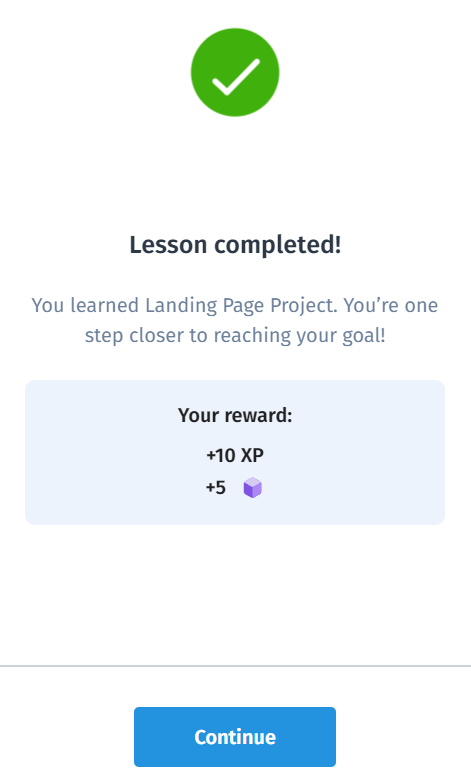 Lesson completed!
You learned Landing Page Project. You’re one
step closer to reaching your goal!
Your reward:
+10 XP
+5
Continue